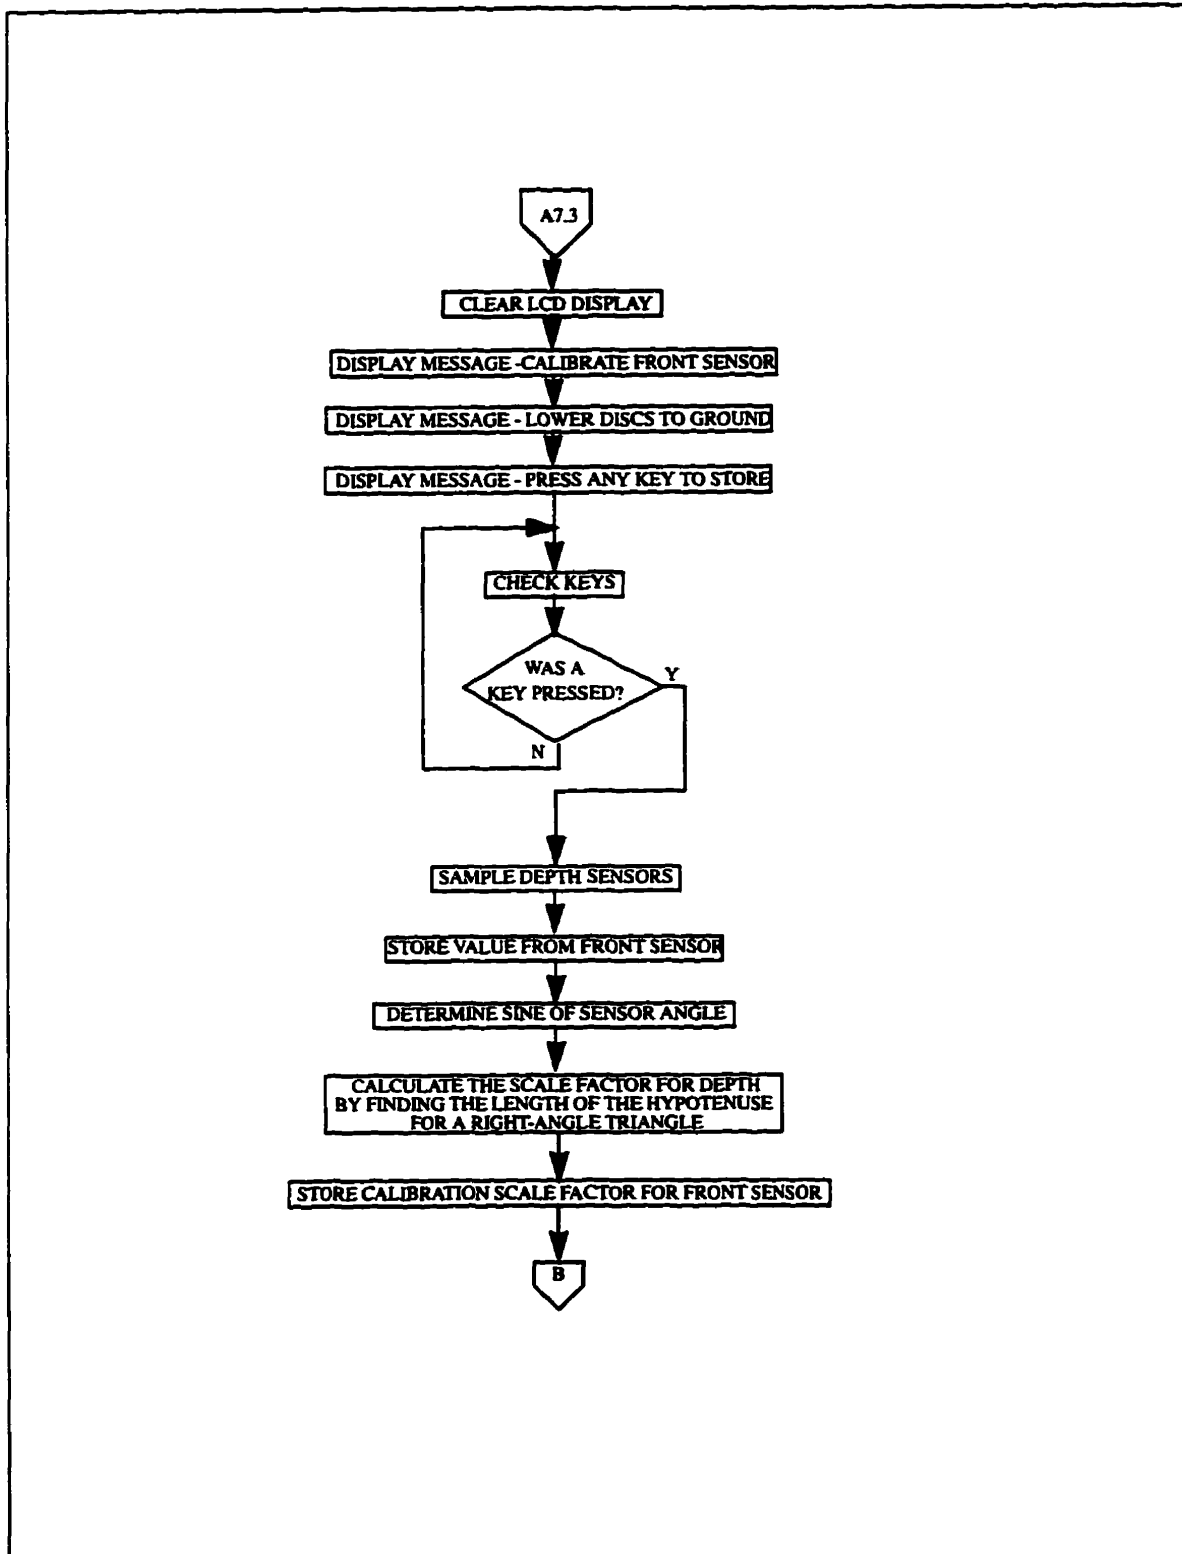 A7.3
CLEAR LCD DISPLAY
DISPLAY MESSAGE -CALIBRATE FRONT SENSOR
DISPLAY MESSAGE - LOWER DISCS TO GROUND
DISPLAY MESSAGE - PRESS ANY KEY TO STORE
CHECK KEYS
WAS A
KEY PRESSED?
Y
N
SAMPLE DEPTH SENSORS
STORE VALUE FROM FRONT SENSOR
DETERMINE SINE OF SENSOR ANGLE
CALCULATE THE SCALE FACTOR FOR DEPTH
BY FINDING THE LENGTH OF THE HYPOTENUSE
FOR A RIGHT-ANGLE TRIANGLE
STORE CALIBRATION SCALE FACTOR FOR FRONT SENSOR
B